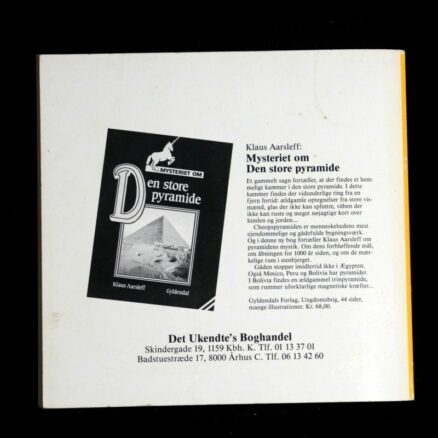 MYSTERIET OM
Den store
pyramide
Klaus Aarsleff
Gyldendal
Klaus Aarsleff:
Mysteriet om
Den store pyramide
Et gammelt sagn fortæller, at der findes et hem-
meligt kammer i den store pyramide. I dette
kammer findes der vidunderlige ting fra en
fjern fortid: ældgamle optegnelser fra store vis-
mænd, glas der ikke kan splintre, våben der
ikke kan ruste og meget nøjagtige kort over
himlen og jorden...
Cheopspyramiden er menneskehedens mest
ejendommelige og gådefulde bygningsværk.
Og i denne ny bog fortæller Klaus Aarsleff om
pyramidens mystik. Om dens forbløffende mål,
om åbningen for 1000 år siden, og om de mær-
kelige rum i stenbjerget.
Gåden stopper imidlertid ikke i Ægypten.
Også Mexico, Peru og Bolivia har pyramider.
I Bolivia findes en ældgammel trinpyramide,
som rummer uforklarlige magnetiske kræfter...
Gyldendals Forlag, Ungdomsbog, 44 sider,
mange illustrationer. Kr. 68,00.
Det Ukendte's Boghandel
Skindergade 19, 1159 Kbh. K. Tlf. 01 13 37 01
Badstuestræde 17, 8000 Århus C. Tlf. 06 13 42 60